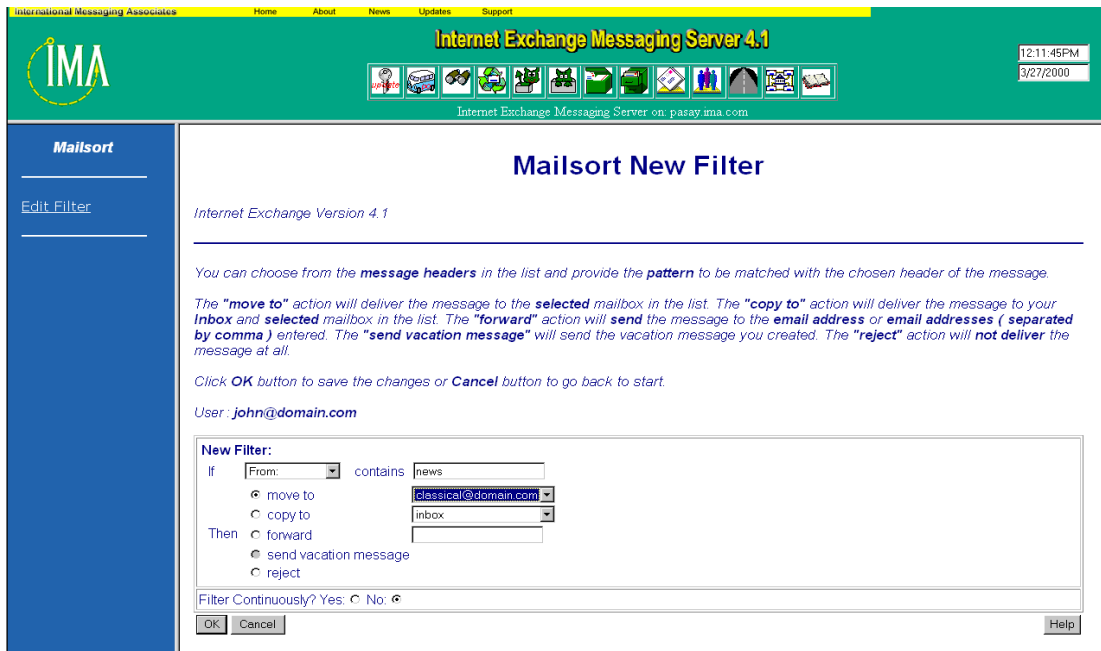 International Messaging Associates Home About News Updates Support
IMA
Internet Exchange Messaging Server 4.1
12:11:45PM
3/27/2000
update
Internet Exchange Messaging Server on: pasay.ima.com
Mailsort
Edit Filter
Mailsort New Filter
Internet Exchange Version 4.1
You can choose from the message headers in the list and provide the pattern to be matched with the chosen header of the message.
The "move to" action will deliver the message to the selected mailbox in the list. The "copy to" action will deliver the message to your
Inbox and selected mailbox in the list. The "forward" action will send the message to the email address or email addresses ( separated
by comma ) entered. The "send vacation message" will send the vacation message you created. The "reject" action will not deliver the
message at all.
Click OK button to save the changes or Cancel button to go back to start.
User : john@domain.com
New Filter:
If From: contains news
move to classical@domain.com
copy to inbox
Then forward
send vacation message
reject
Filter Continuously? Yes: No:
OK Cancel Help